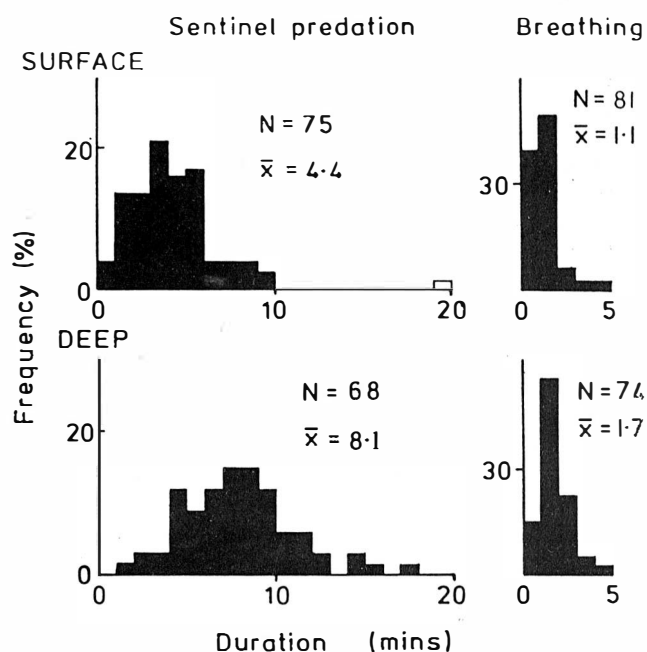 Sentinel predation Breathing
SURFACE
N = 75
x̄ = 4·4
N = 81
x̄ = 1·1
20
0
30
0 10 20
0 5
Frequency (%)
DEEP
N = 68
x̄ = 8·1
N = 74
x̄ = 1·7
20
0
30
0 10 20
0 5
Duration (mins)